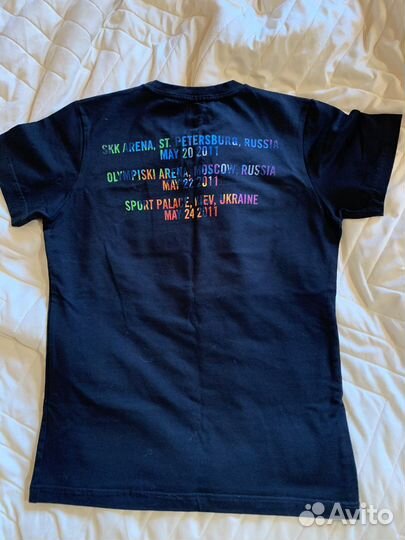 SKK ARENA, ST. PETERSBURG, RUSSIA
MAY 20 2011
OLYMPISKI ARENA, MOSCOW, RUSSIA
MAY 22 2011
SPORT PALACE, KIEV, UKRAINE
MAY 24 2011
Avito